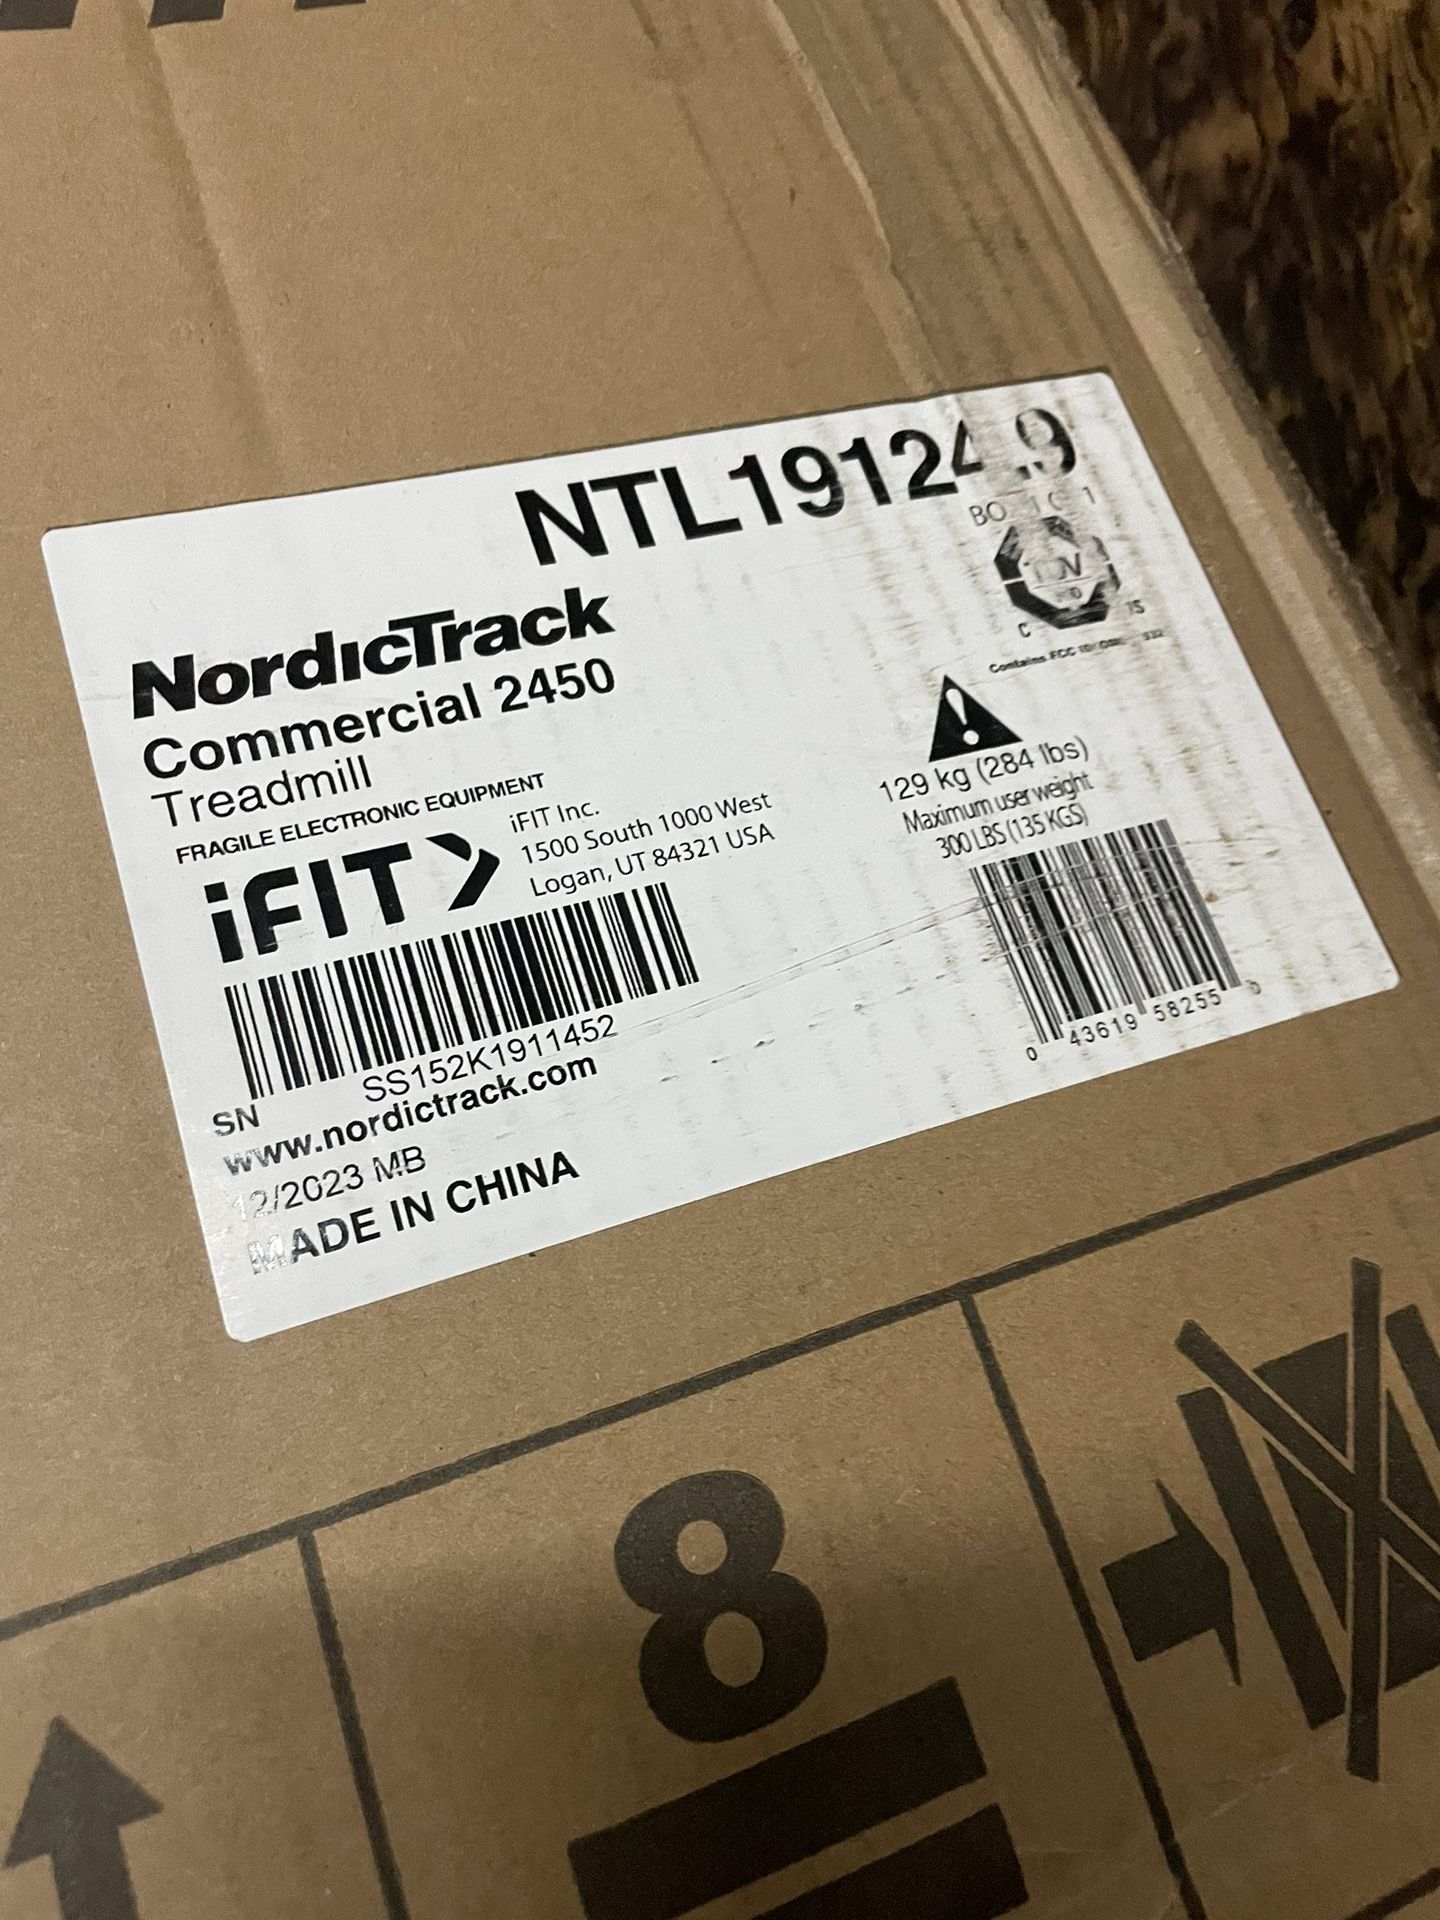 NordicTrack
Commercial 2450
Treadmill
FRAGILE ELECTRONIC EQUIPMENT
iFIT
iFIT Inc.
1500 South 1000 West
Logan, UT 84321 USA
SS152K1911452
SN
www.nordictrack.com
12/2023 MB
MADE IN CHINA
Contains FCC
129 kg (284 lbs)
Maximum user weight
300 LBS (135 KGS)
0 43619 58255
8